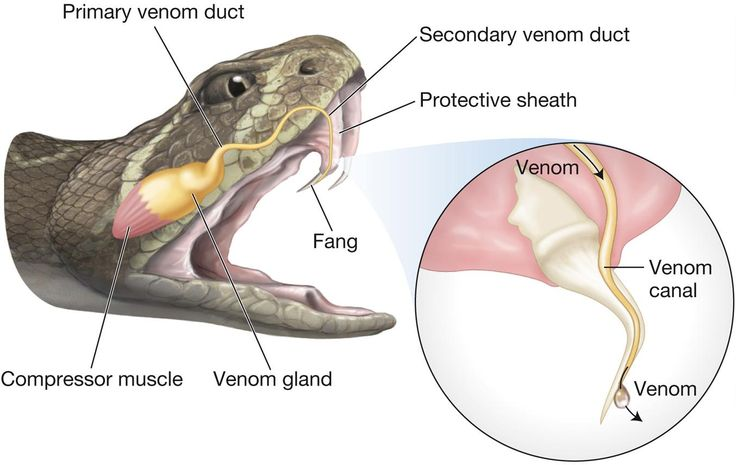 Primary venom duct
Secondary venom duct
Protective sheath
Fang
Compressor muscle
Venom gland
Venom
Venom
canal
Venom